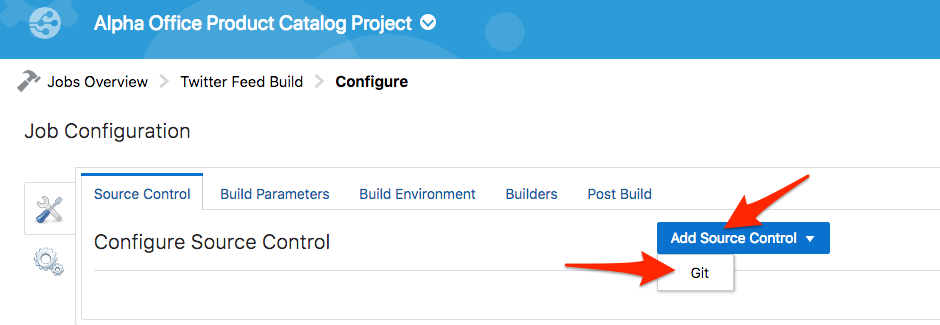 Alpha Office Product Catalog Project
Jobs Overview Twitter Feed Build Configure
Job Configuration
Source Control Build Parameters Build Environment Builders Post Build
Configure Source Control Add Source Control
Git